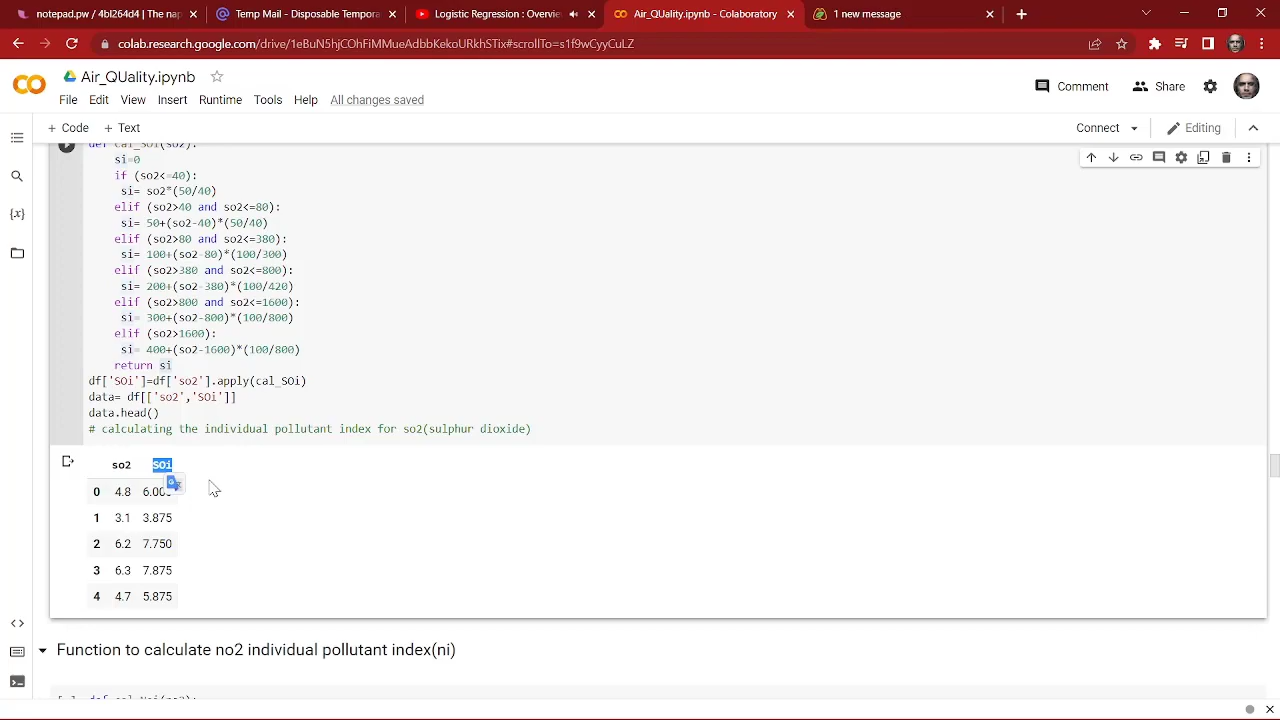 notepad.pw / 4bl264d4 | The nap
Temp Mail - Disposable Tempora
Logistic Regression : Overvie
Air_QUality.ipynb - Colaboratory
1 new message
colab.research.google.com/drive/1eBuN5hjCOhFiMMueAdbbKekoURkhSTix#scrollTo=s1f9wCyyCuLZ
Air_QUality.ipynb
Comment
Share
File Edit View Insert Runtime Tools Help All changes saved
+ Code + Text
Connect
Editing
def cal_SOi(so2):
si=0
if (so2<=40):
si= so2*(50/40)
elif (so2>40 and so2<=80):
si= 50+(so2-40)*(50/40)
elif (so2>80 and so2<=380):
si= 100+(so2-80)*(100/300)
elif (so2>380 and so2<=800):
si= 200+(so2-380)*(100/420)
elif (so2>800 and so2<=1600):
si= 300+(so2-800)*(100/800)
elif (so2>1600):
si= 400+(so2-1600)*(100/800)
return si
df['SOi']=df['so2'].apply(cal_SOi)
data= df[['so2','SOi']]
data.head()
# calculating the individual pollutant index for so2(sulphur dioxide)
so2 SOi
0 4.8 6.000
1 3.1 3.875
2 6.2 7.750
3 6.3 7.875
4 4.7 5.875
Function to calculate no2 individual pollutant index(ni)